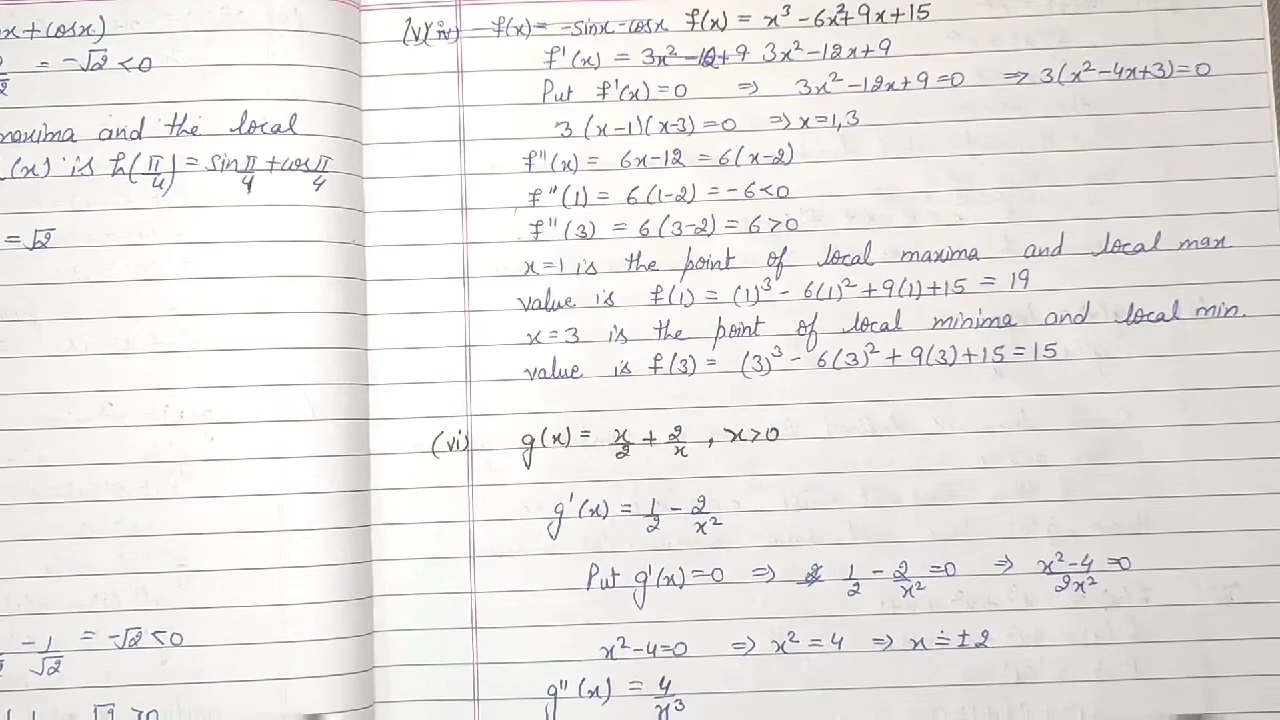 x + cosx)
= -√2 < 0
maxima and the local
(x) is h(π/4) = sin π/4 + cos π/4
= √2
-1/√2 = -√2 < 0
(v) f(x) = x³ - 6x² + 9x + 15
f'(x) = 3x² - 12x + 9
Put f'(x) = 0 ⇒ 3x² - 12x + 9 = 0 ⇒ 3(x² - 4x + 3) = 0
3(x-1)(x-3) = 0 ⇒ x = 1, 3
f''(x) = 6x - 12 = 6(x-2)
f''(1) = 6(1-2) = -6 < 0
f''(3) = 6(3-2) = 6 > 0
x = 1 is the point of local maxima and local max
value is f(1) = (1)³ - 6(1)² + 9(1) + 15 = 19
x = 3 is the point of local minima and local min.
value is f(3) = (3)³ - 6(3)² + 9(3) + 15 = 15
(vi) g(x) = x/2 + 2/x , x > 0
g'(x) = 1/2 - 2/x²
Put g'(x) = 0 ⇒ 1/2 - 2/x² = 0 ⇒ x² - 4/2x² = 0
x² - 4 = 0 ⇒ x² = 4 ⇒ x = ±2
g''(x) = 4/x³